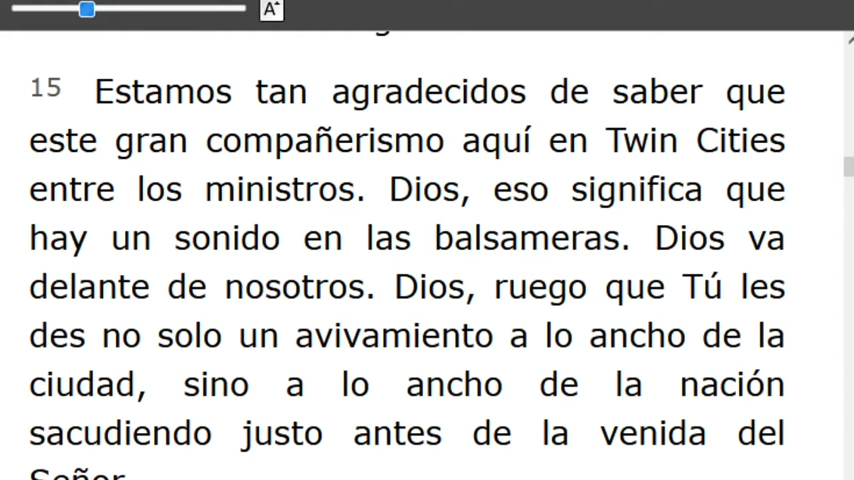 A
15 Estamos tan agradecidos de saber que
este gran compañerismo aquí en Twin Cities
entre los ministros. Dios, eso significa que
hay un sonido en las balsameras. Dios va
delante de nosotros. Dios, ruego que Tú les
des no solo un avivamiento a lo ancho de la
ciudad, sino a lo ancho de la nación
sacudiendo justo antes de la venida del
Señor